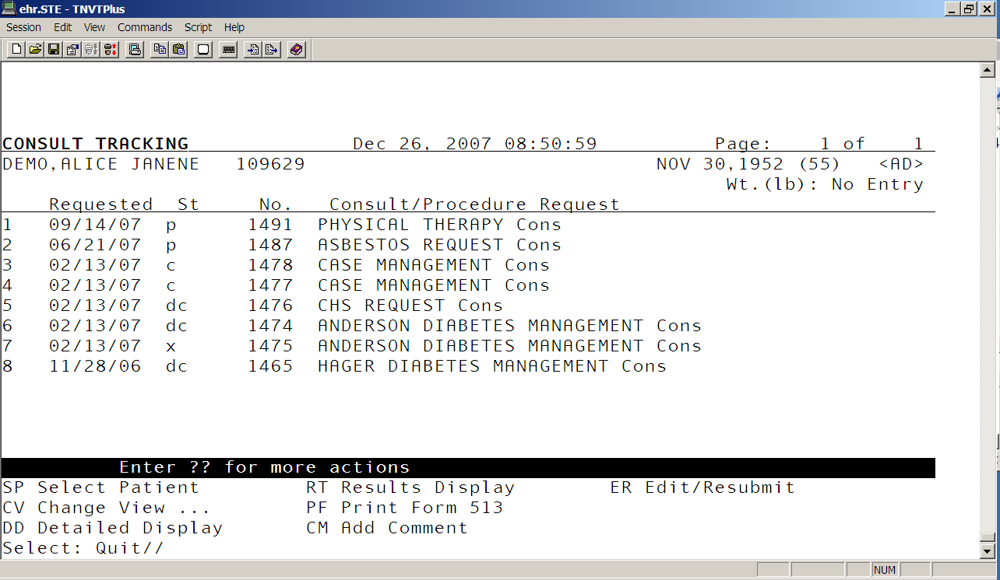 ehr.STE - TNVTPlus
Session Edit View Commands Script Help
CONSULT TRACKING Dec 26, 2007 08:50:59 Page: 1 of 1
DEMO,ALICE JANENE 109629 NOV 30,1952 (55) <AD>
Wt.(lb): No Entry
Requested St No. Consult/Procedure Request
1 09/14/07 p 1491 PHYSICAL THERAPY Cons
2 06/21/07 p 1487 ASBESTOS REQUEST Cons
3 02/13/07 c 1478 CASE MANAGEMENT Cons
4 02/13/07 c 1477 CASE MANAGEMENT Cons
5 02/13/07 dc 1476 CHS REQUEST Cons
6 02/13/07 dc 1474 ANDERSON DIABETES MANAGEMENT Cons
7 02/13/07 x 1475 ANDERSON DIABETES MANAGEMENT Cons
8 11/28/06 dc 1465 HAGER DIABETES MANAGEMENT Cons
Enter ?? for more actions
SP Select Patient RT Results Display ER Edit/Resubmit
CV Change View ... PF Print Form 513
DD Detailed Display CM Add Comment
Select: Quit//
NUM